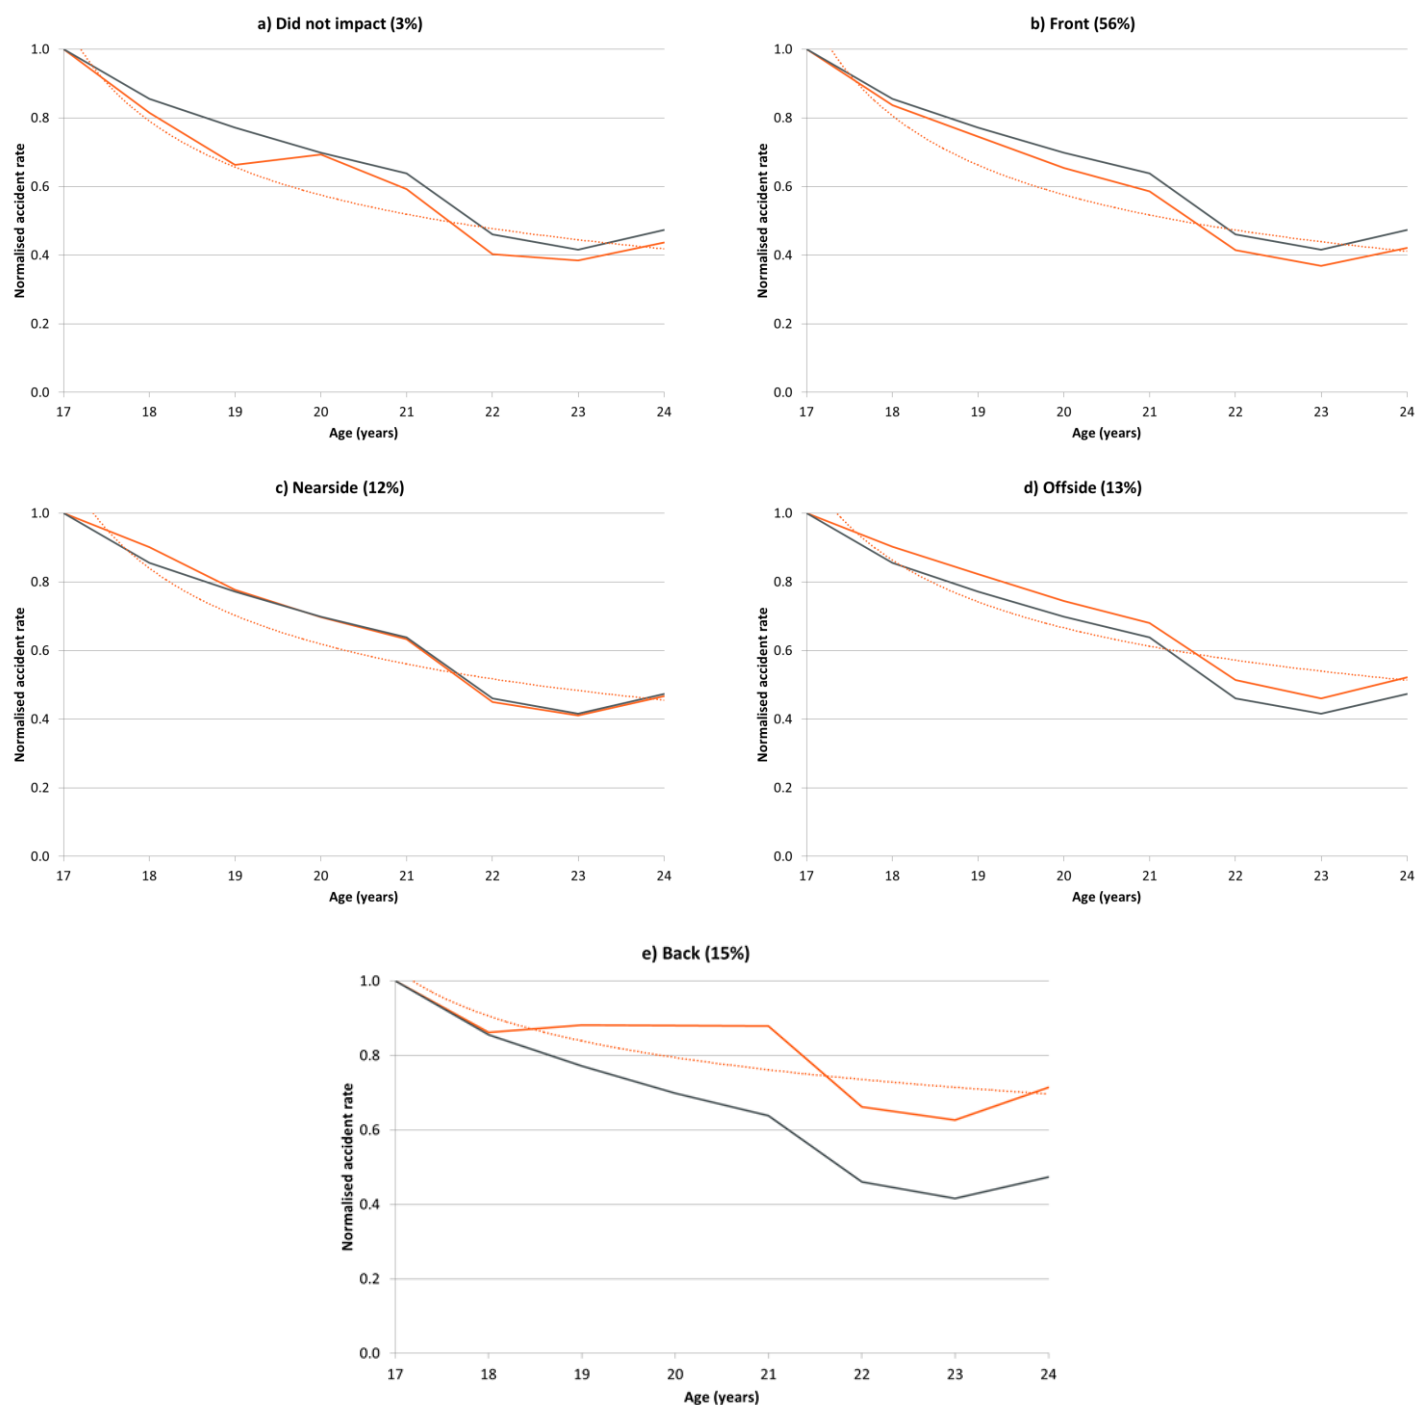 a) Did not impact (3%)
1.0
0.8
0.6
0.4
0.2
0.0
Normalised accident rate
17 18 19 20 21 22 23 24
Age (years)
b) Front (56%)
1.0
0.8
0.6
0.4
0.2
0.0
Normalised accident rate
17 18 19 20 21 22 23 24
Age (years)
c) Nearside (12%)
1.0
0.8
0.6
0.4
0.2
0.0
Normalised accident rate
17 18 19 20 21 22 23 24
Age (years)
d) Offside (13%)
1.0
0.8
0.6
0.4
0.2
0.0
Normalised accident rate
17 18 19 20 21 22 23 24
Age (years)
e) Back (15%)
1.0
0.8
0.6
0.4
0.2
0.0
Normalised accident rate
17 18 19 20 21 22 23 24
Age (years)